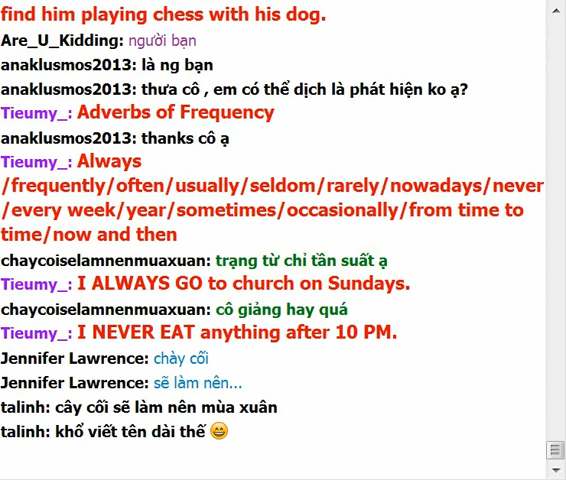 find him playing chess with his dog.
Are_U_Kidding: người bạn
anaklusmos2013: là ng bạn
anaklusmos2013: thưa cô , em có thể dịch là phát hiện ko ạ?
Tieumy_: Adverbs of Frequency
anaklusmos2013: thanks cô ạ
Tieumy_: Always
/frequently/often/usually/seldom/rarely/nowadays/never
/every week/year/sometimes/occasionally/from time to
time/now and then
chaycoiselamnenmuaxuan: trạng từ chỉ tần suất ạ
Tieumy_: I ALWAYS GO to church on Sundays.
chaycoiselamnenmuaxuan: cô giảng hay quá
Tieumy_: I NEVER EAT anything after 10 PM.
Jennifer Lawrence: chày cối
Jennifer Lawrence: sẽ làm nên...
talinh: cây cối sẽ làm nên mùa xuân
talinh: khổ viết tên dài thế 😄